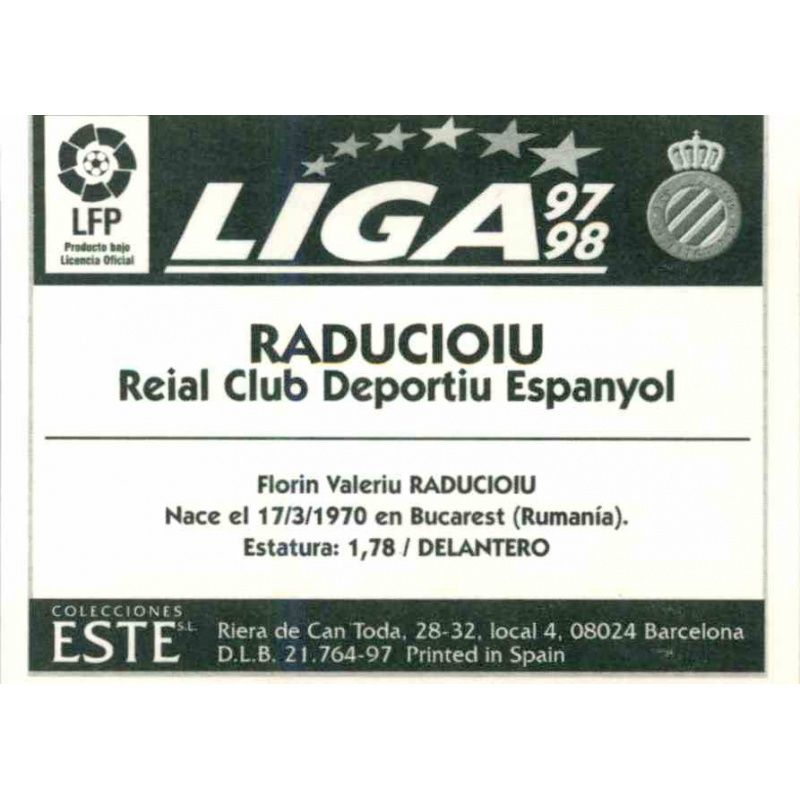 LFP
Producto bajo
Licencia Oficial
LIGA 97 98
RADUCIOIU
Reial Club Deportiu Espanyol
Florin Valeriu RADUCIOIU
Nace el 17/3/1970 en Bucarest (Rumanía).
Estatura: 1,78 / DELANTERO
COLECCIONES
ESTE S.L.
Riera de Can Toda, 28-32, local 4, 08024 Barcelona
D.L.B. 21.764-97 Printed in Spain